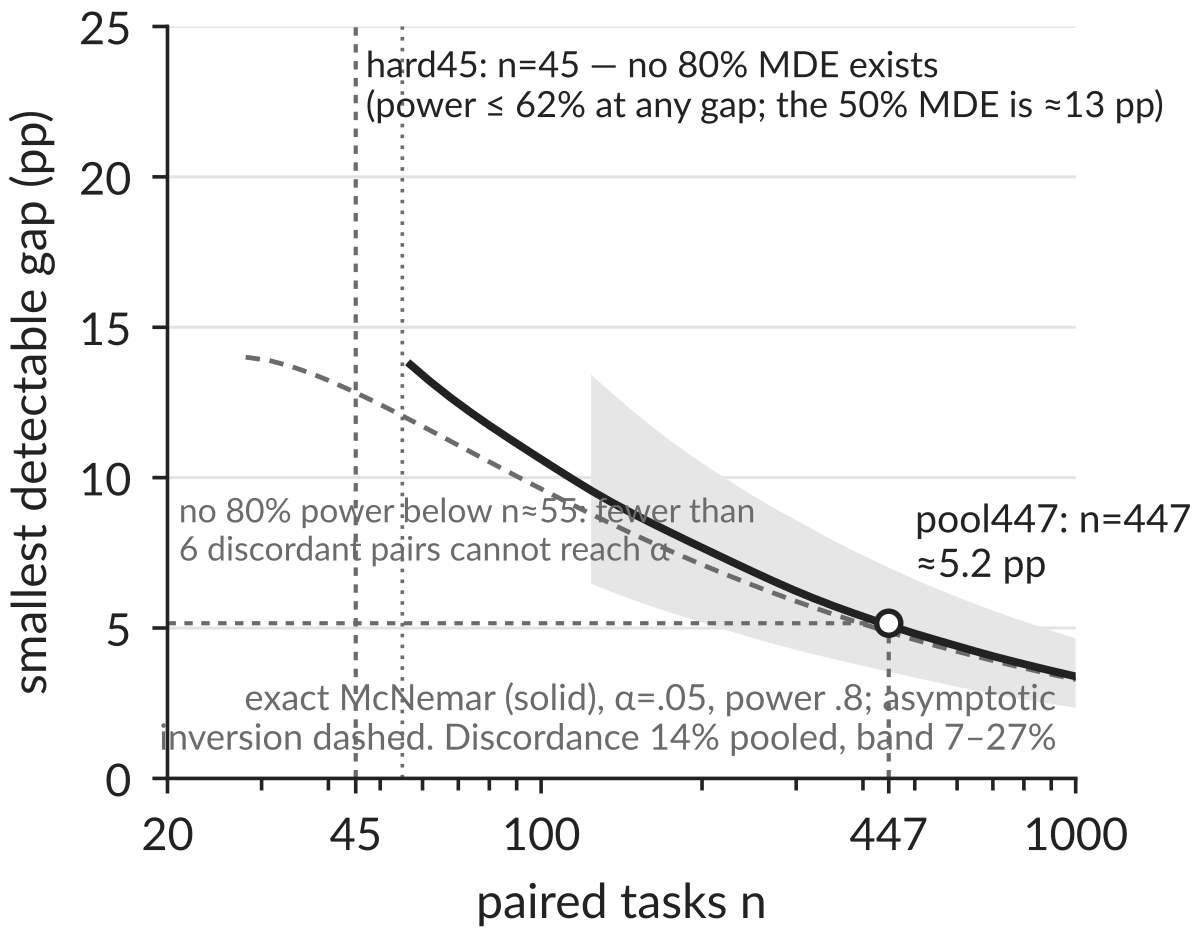 25
hard45: n=45 — no 80% MDE exists
(power ≤ 62% at any gap; the 50% MDE is ≈13 pp)
20
15
10
no 80% power below n≈55: fewer than
6 discordant pairs cannot reach α
pool447: n=447
≈5.2 pp
5
exact McNemar (solid), α=.05, power .8; asymptotic
inversion dashed. Discordance 14% pooled, band 7–27%
0
20 45 100 447 1000
paired tasks n
smallest detectable gap (pp)